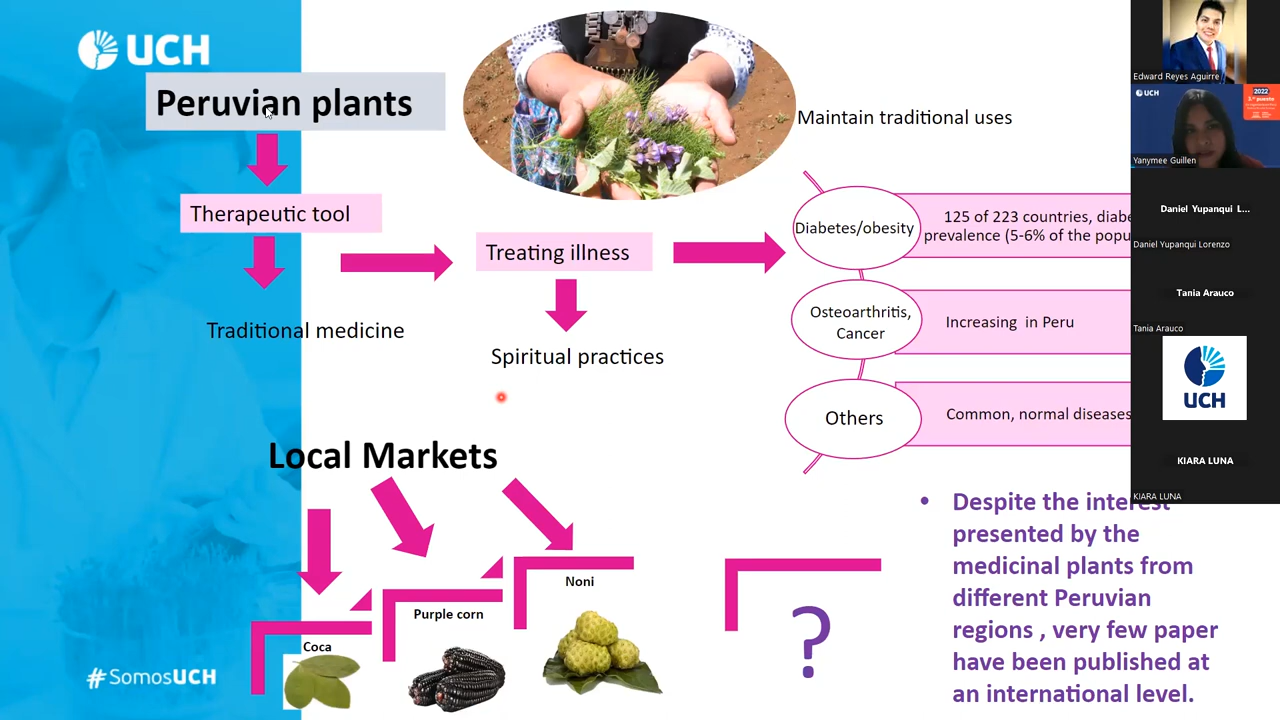 UCH
Peruvian plants
Therapeutic tool
Traditional medicine
Treating illness
Spiritual practices
Maintain traditional uses
Diabetes/obesity
125 of 223 countries, diabe
prevalence (5-6% of the popu
Osteoarthritis,
Cancer
Increasing in Peru
Others
Common, normal diseases
Local Markets
Coca
Purple corn
Noni
?
• Despite the interest
presented by the
medicinal plants from
different Peruvian
regions , very few paper
have been published at
an international level.
#SomosUCH
Edward Reyes Aguirre
UCH
2022
Yanymee Guillen
Daniel Yupanqui L...
Daniel Yupanqui Lorenzo
Tania Arauco
Tania Arauco
UCH
KIARA LUNA
KIARA LUNA